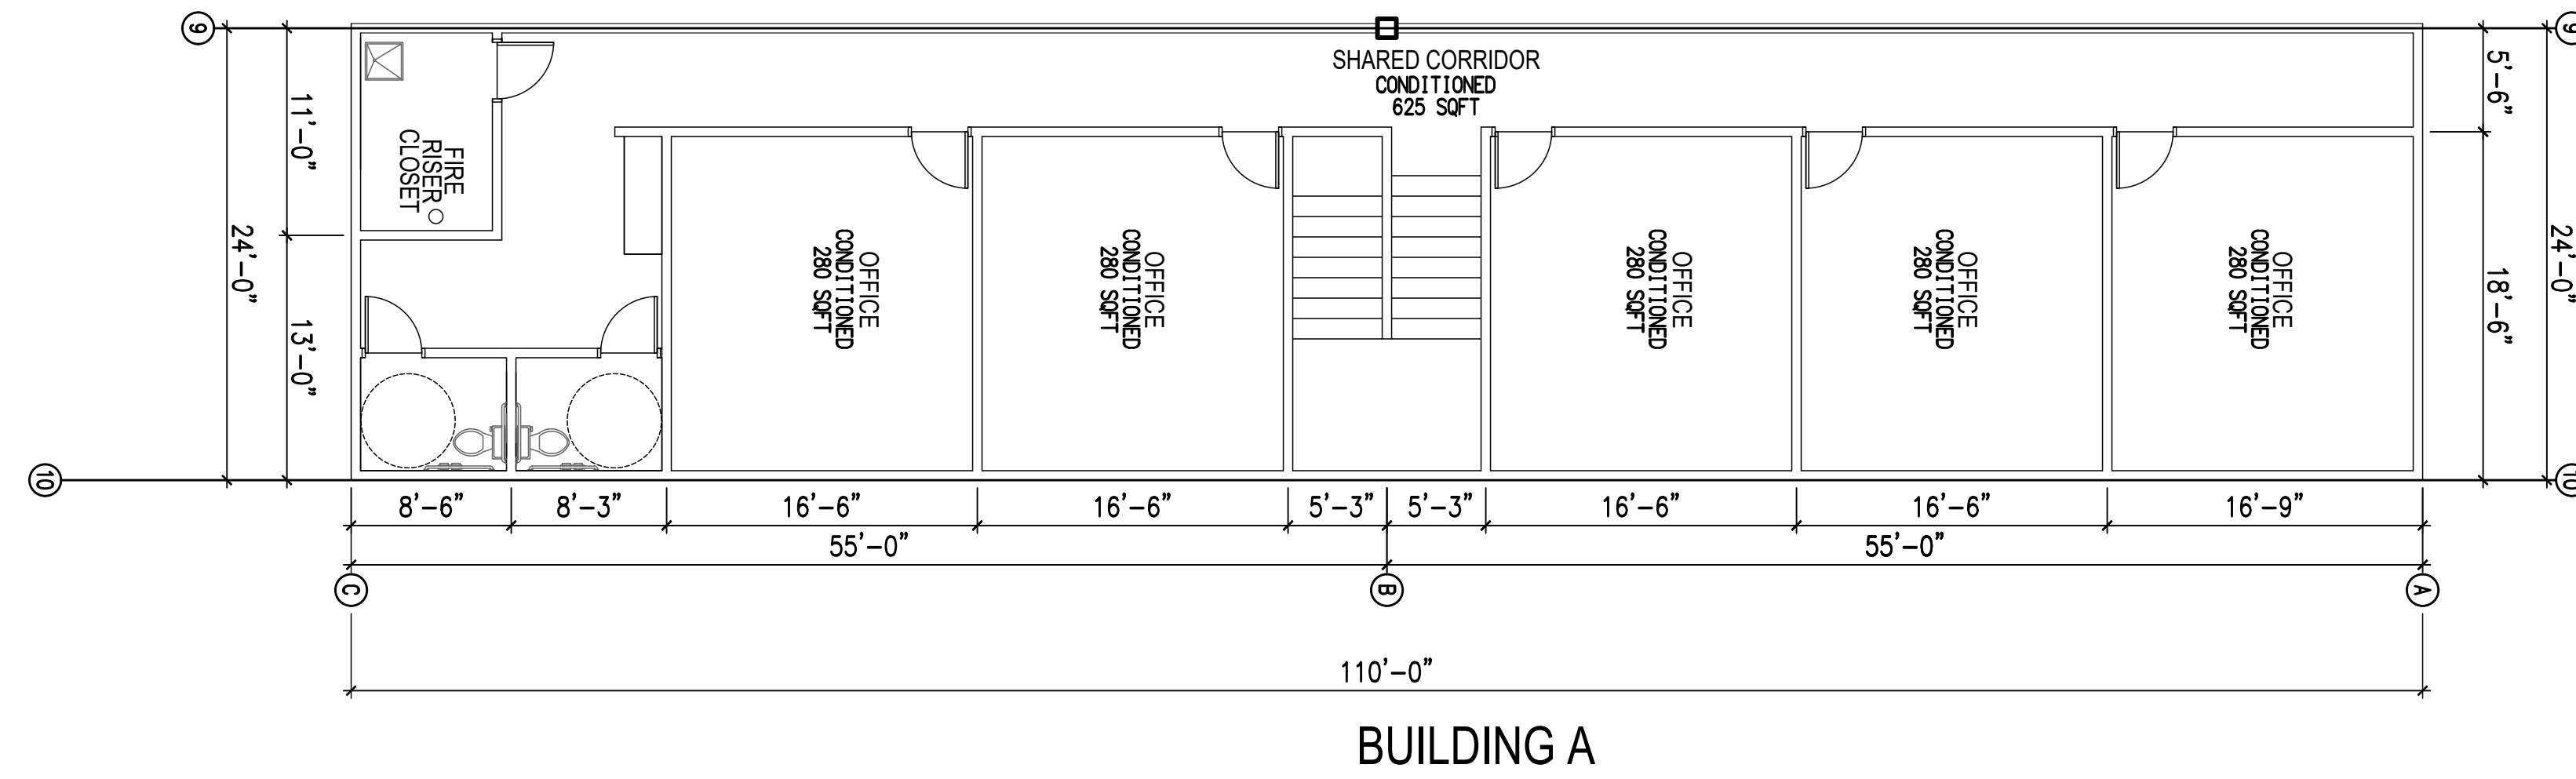 9
9
SHARED CORRIDOR
CONDITIONED
625 SQFT
5'-6"
11'-0"
FIRE
RISER
CLOSET
24'-0"
13'-0"
OFFICE
CONDITIONED
280 SQFT
OFFICE
CONDITIONED
280 SQFT
OFFICE
CONDITIONED
280 SQFT
OFFICE
CONDITIONED
280 SQFT
OFFICE
CONDITIONED
280 SQFT
18'-6"
24'-0"
10
10
8'-6"
8'-3"
16'-6"
16'-6"
5'-3"
5'-3"
16'-6"
16'-6"
16'-9"
55'-0"
55'-0"
C
B
A
110'-0"
BUILDING A